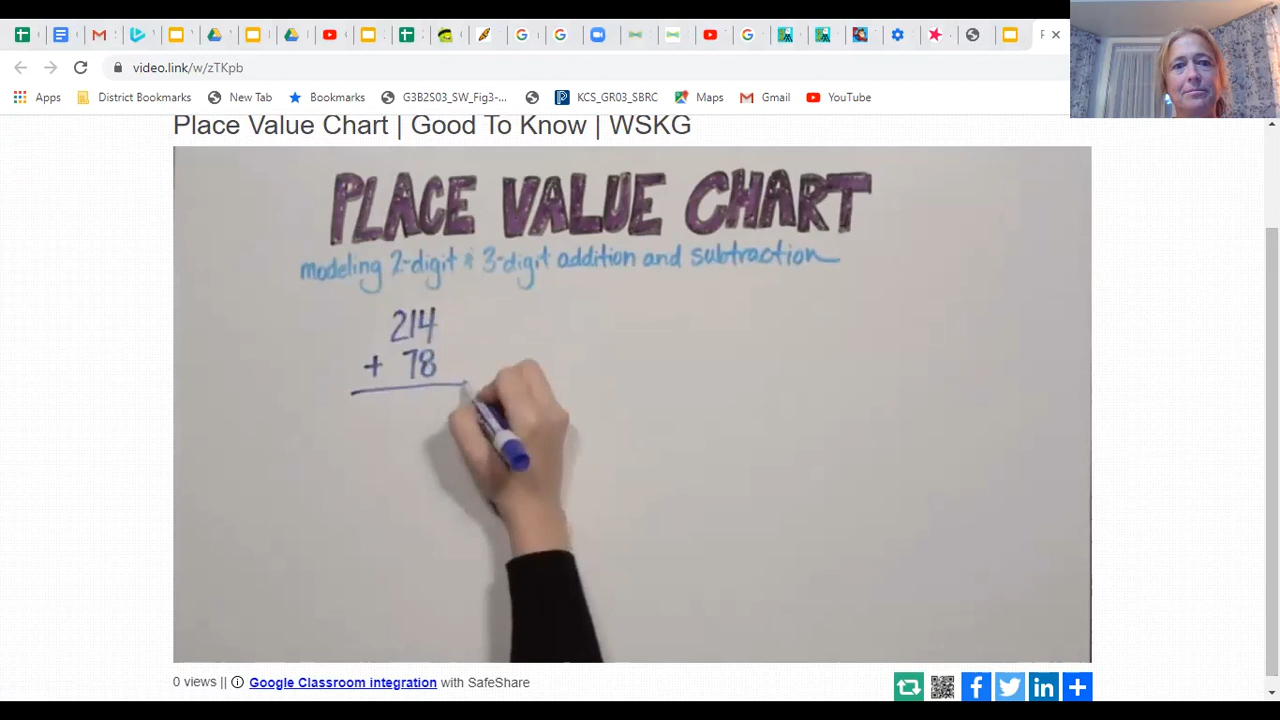 video.link/w/zTKpb
Apps District Bookmarks New Tab Bookmarks G3B2S03_SW_Fig3-... KCS_GR03_SBRC Maps Gmail YouTube
Place Value Chart | Good To Know | WSKG
PLACE VALUE CHART
modeling 2-digit & 3-digit addition and subtraction
214
+ 78
0 views || Google Classroom integration with SafeShare